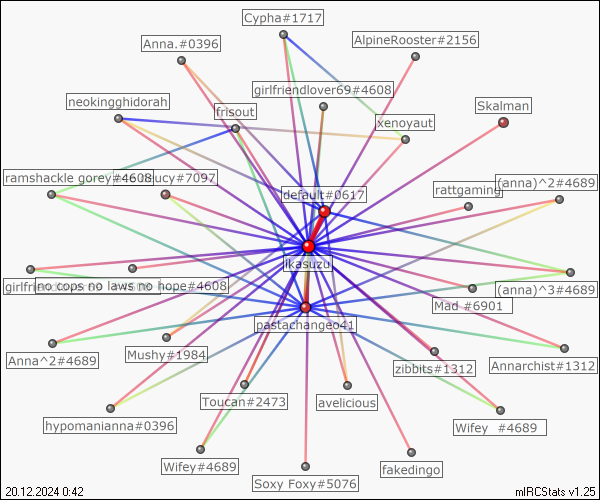 Cypha#1717
Anna.#0396
AlpineRooster#2156
girlfriendlover69#4608
neokingghidorah
frisout
Skalman
xenoyaut
ramshackle gorey#4608
ucy#7097
default#0617
rattgaming
(anna)^2#4689
ikasuzu
girlfrien
no cops no laws no hope#4608
(anna)^3#4689
Mad #6901
pastachangeo41
Anna^2#4689
Mushy#1984
zibbits#1312
Annarchist#1312
Toucan#2473
avelicious
hypomanianna#0396
Wifey #4689
Wifey#4689
Soxy Foxy#5076
fakedingo
20.12.2024 0:42
mIRCStats v1.25